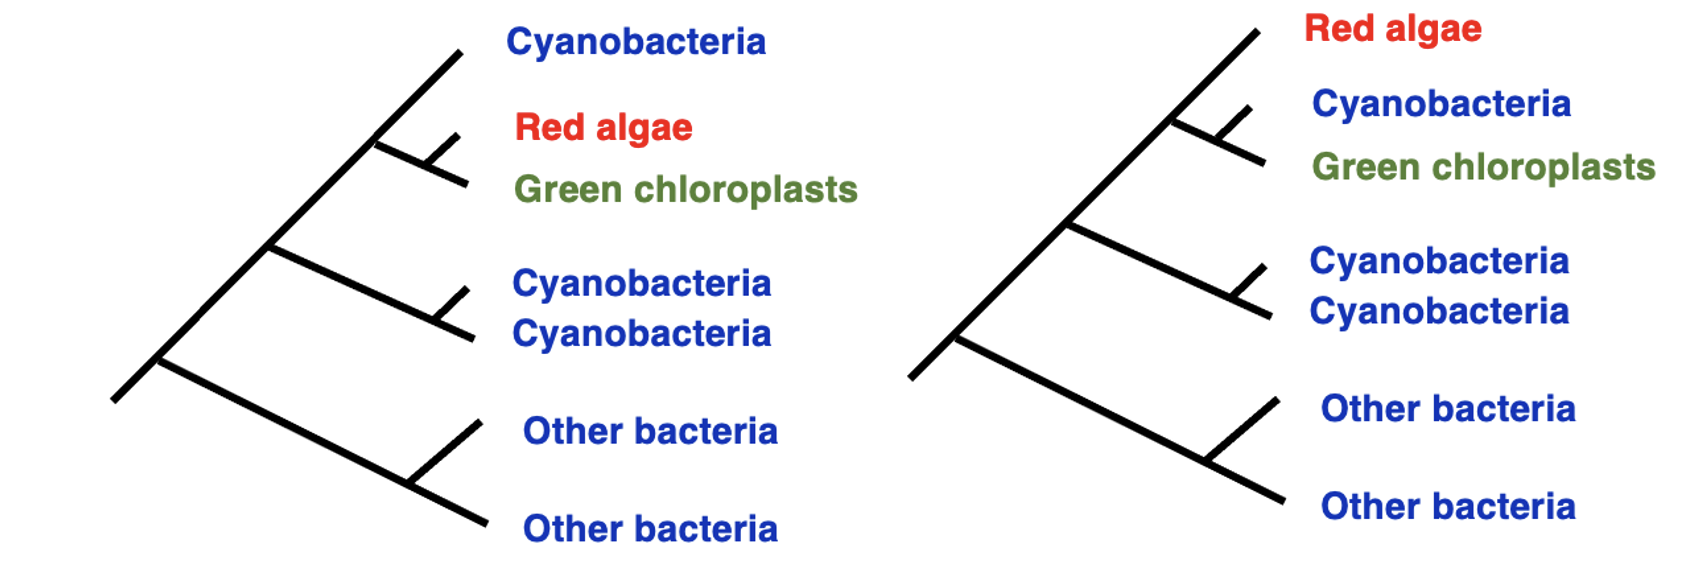 Cyanobacteria
Red algae
Green chloroplasts
Cyanobacteria
Cyanobacteria
Other bacteria
Other bacteria
Red algae
Cyanobacteria
Green chloroplasts
Cyanobacteria
Cyanobacteria
Other bacteria
Other bacteria